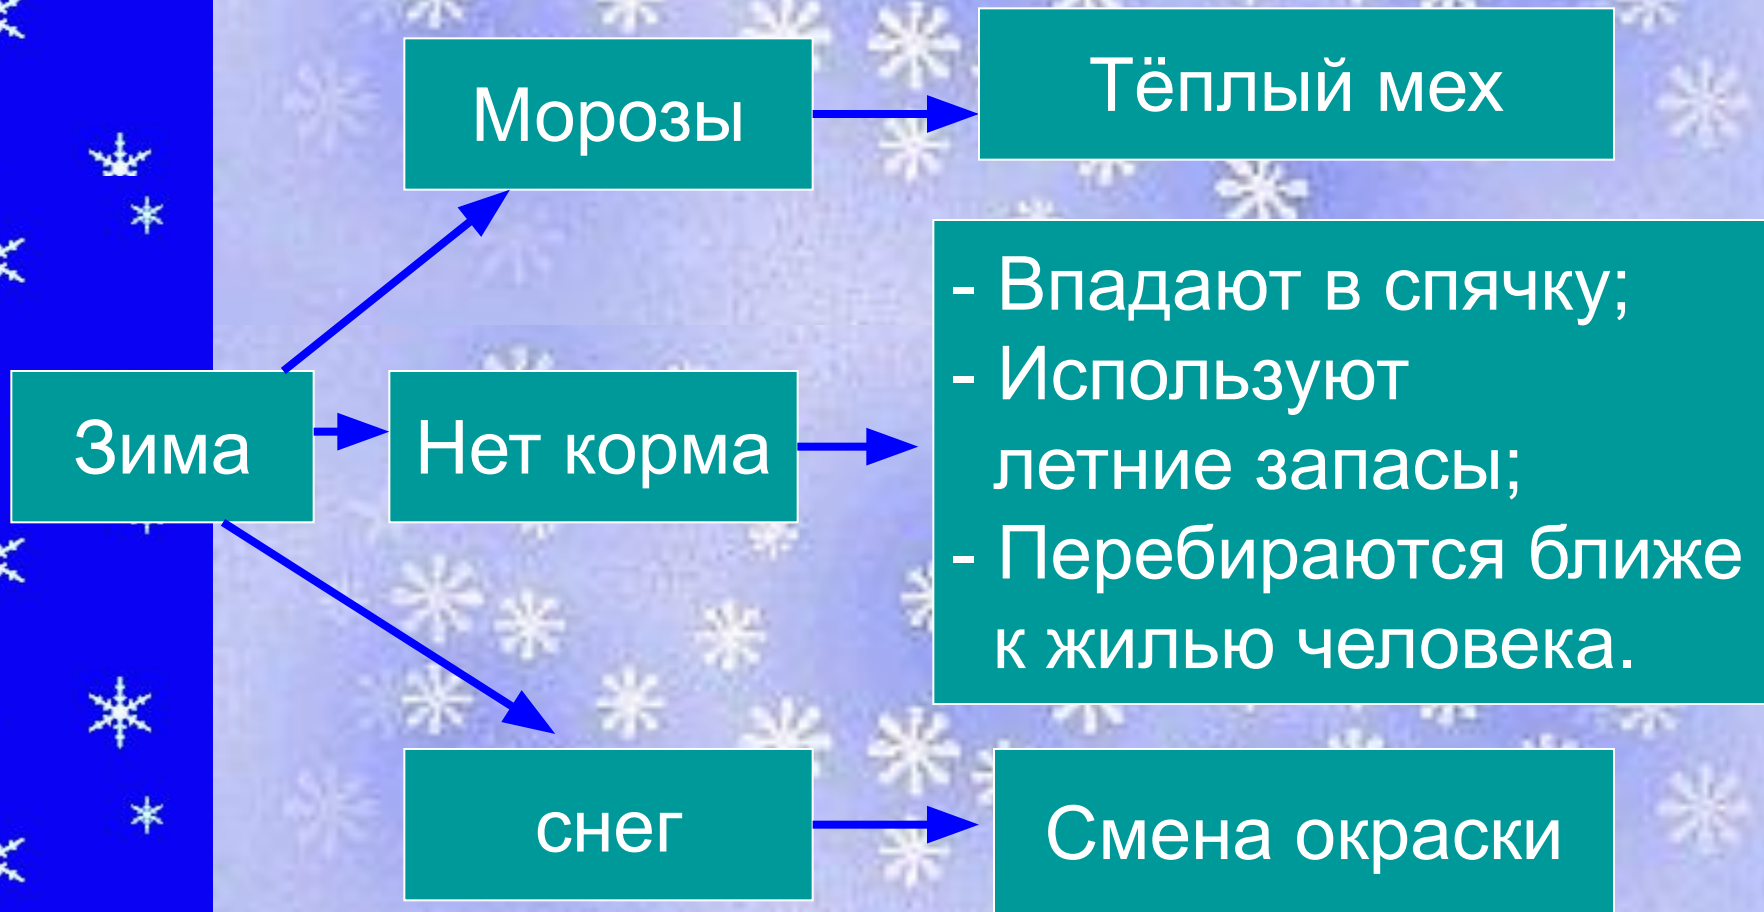 Морозы
Тёплый мех
Зима
Нет корма
- Впадают в спячку;
- Используют
летние запасы;
- Перебираются ближе
к жилью человека.
снег
Смена окраски